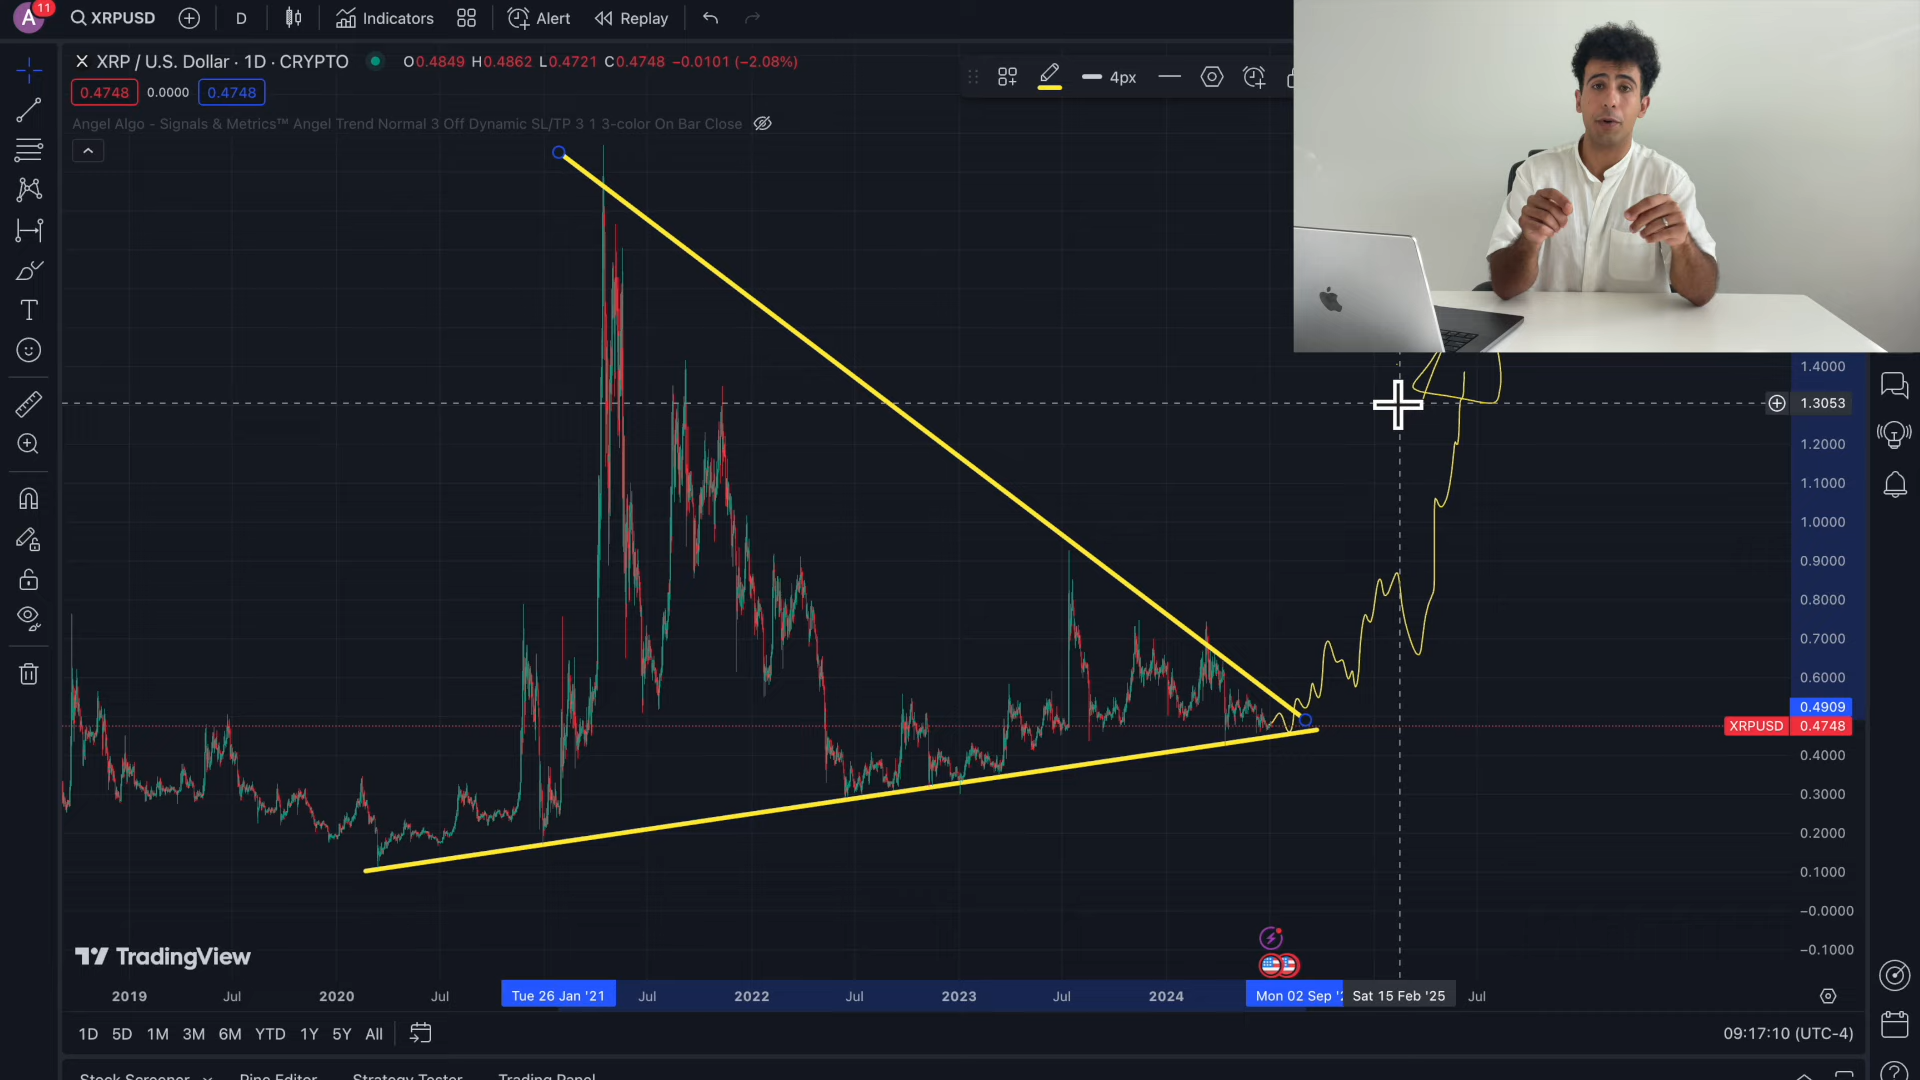 A 11 XRPUSD D Indicators Alert Replay
XRP / U.S. Dollar · 1D · CRYPTO O0.4849 H0.4862 L0.4721 C0.4748 −0.0101 (−2.08%)
4px
0.4748 0.0000 0.4748
Angel Algo - Signals & Metrics™ Angel Trend Normal 3 Off Dynamic SL/TP 3 1 3-color On Bar Close
1.4000
1.3053
1.2000
1.1000
1.0000
0.9000
0.8000
0.7000
0.6000
0.4909
XRPUSD 0.4748
0.4000
0.3000
0.2000
0.1000
−0.0000
−0.1000
TradingView
2019 Jul 2020 Jul Tue 26 Jan '21 Jul 2022 Jul 2023 Jul 2024 Mon 02 Sep Sat 15 Feb '25 Jul
1D 5D 1M 3M 6M YTD 1Y 5Y All 09:17:10 (UTC-4)
Stock Screener Pine Editor Strategy Tester Trading Panel